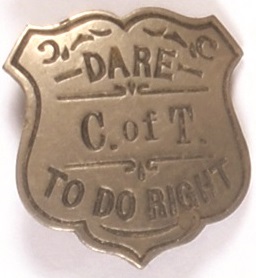 DARE
C. of T.
TO DO RIGHT